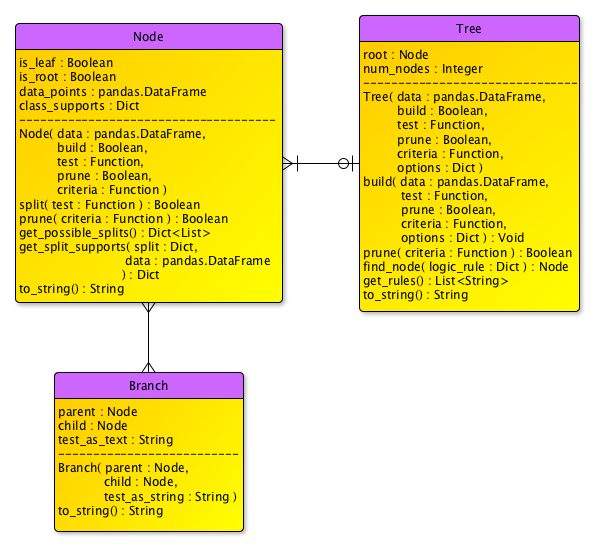 Node
is_leaf : Boolean
is_root : Boolean
data_points : pandas.DataFrame
class_supports : Dict
------------------------------------
Node( data : pandas.DataFrame,
build : Boolean,
test : Function,
prune : Boolean,
criteria : Function )
split( test : Function ) : Boolean
prune( criteria : Function ) : Boolean
get_possible_splits() : Dict<List>
get_split_supports( split : Dict,
data : pandas.DataFrame
) : Dict
to_string() : String
Tree
root : Node
num_nodes : Integer
------------------------------
Tree( data : pandas.DataFrame,
build : Boolean,
test : Function,
prune : Boolean,
criteria : Function,
options : Dict )
build( data : pandas.DataFrame,
test : Function,
prune : Boolean,
criteria : Function,
options : Dict ) : Void
prune( criteria : Function ) : Boolean
find_node( logic_rule : Dict ) : Node
get_rules() : List<String>
to_string() : String
Branch
parent : Node
child : Node
test_as_text : String
-------------------------
Branch( parent : Node,
child : Node,
test_as_string : String )
to_string() : String